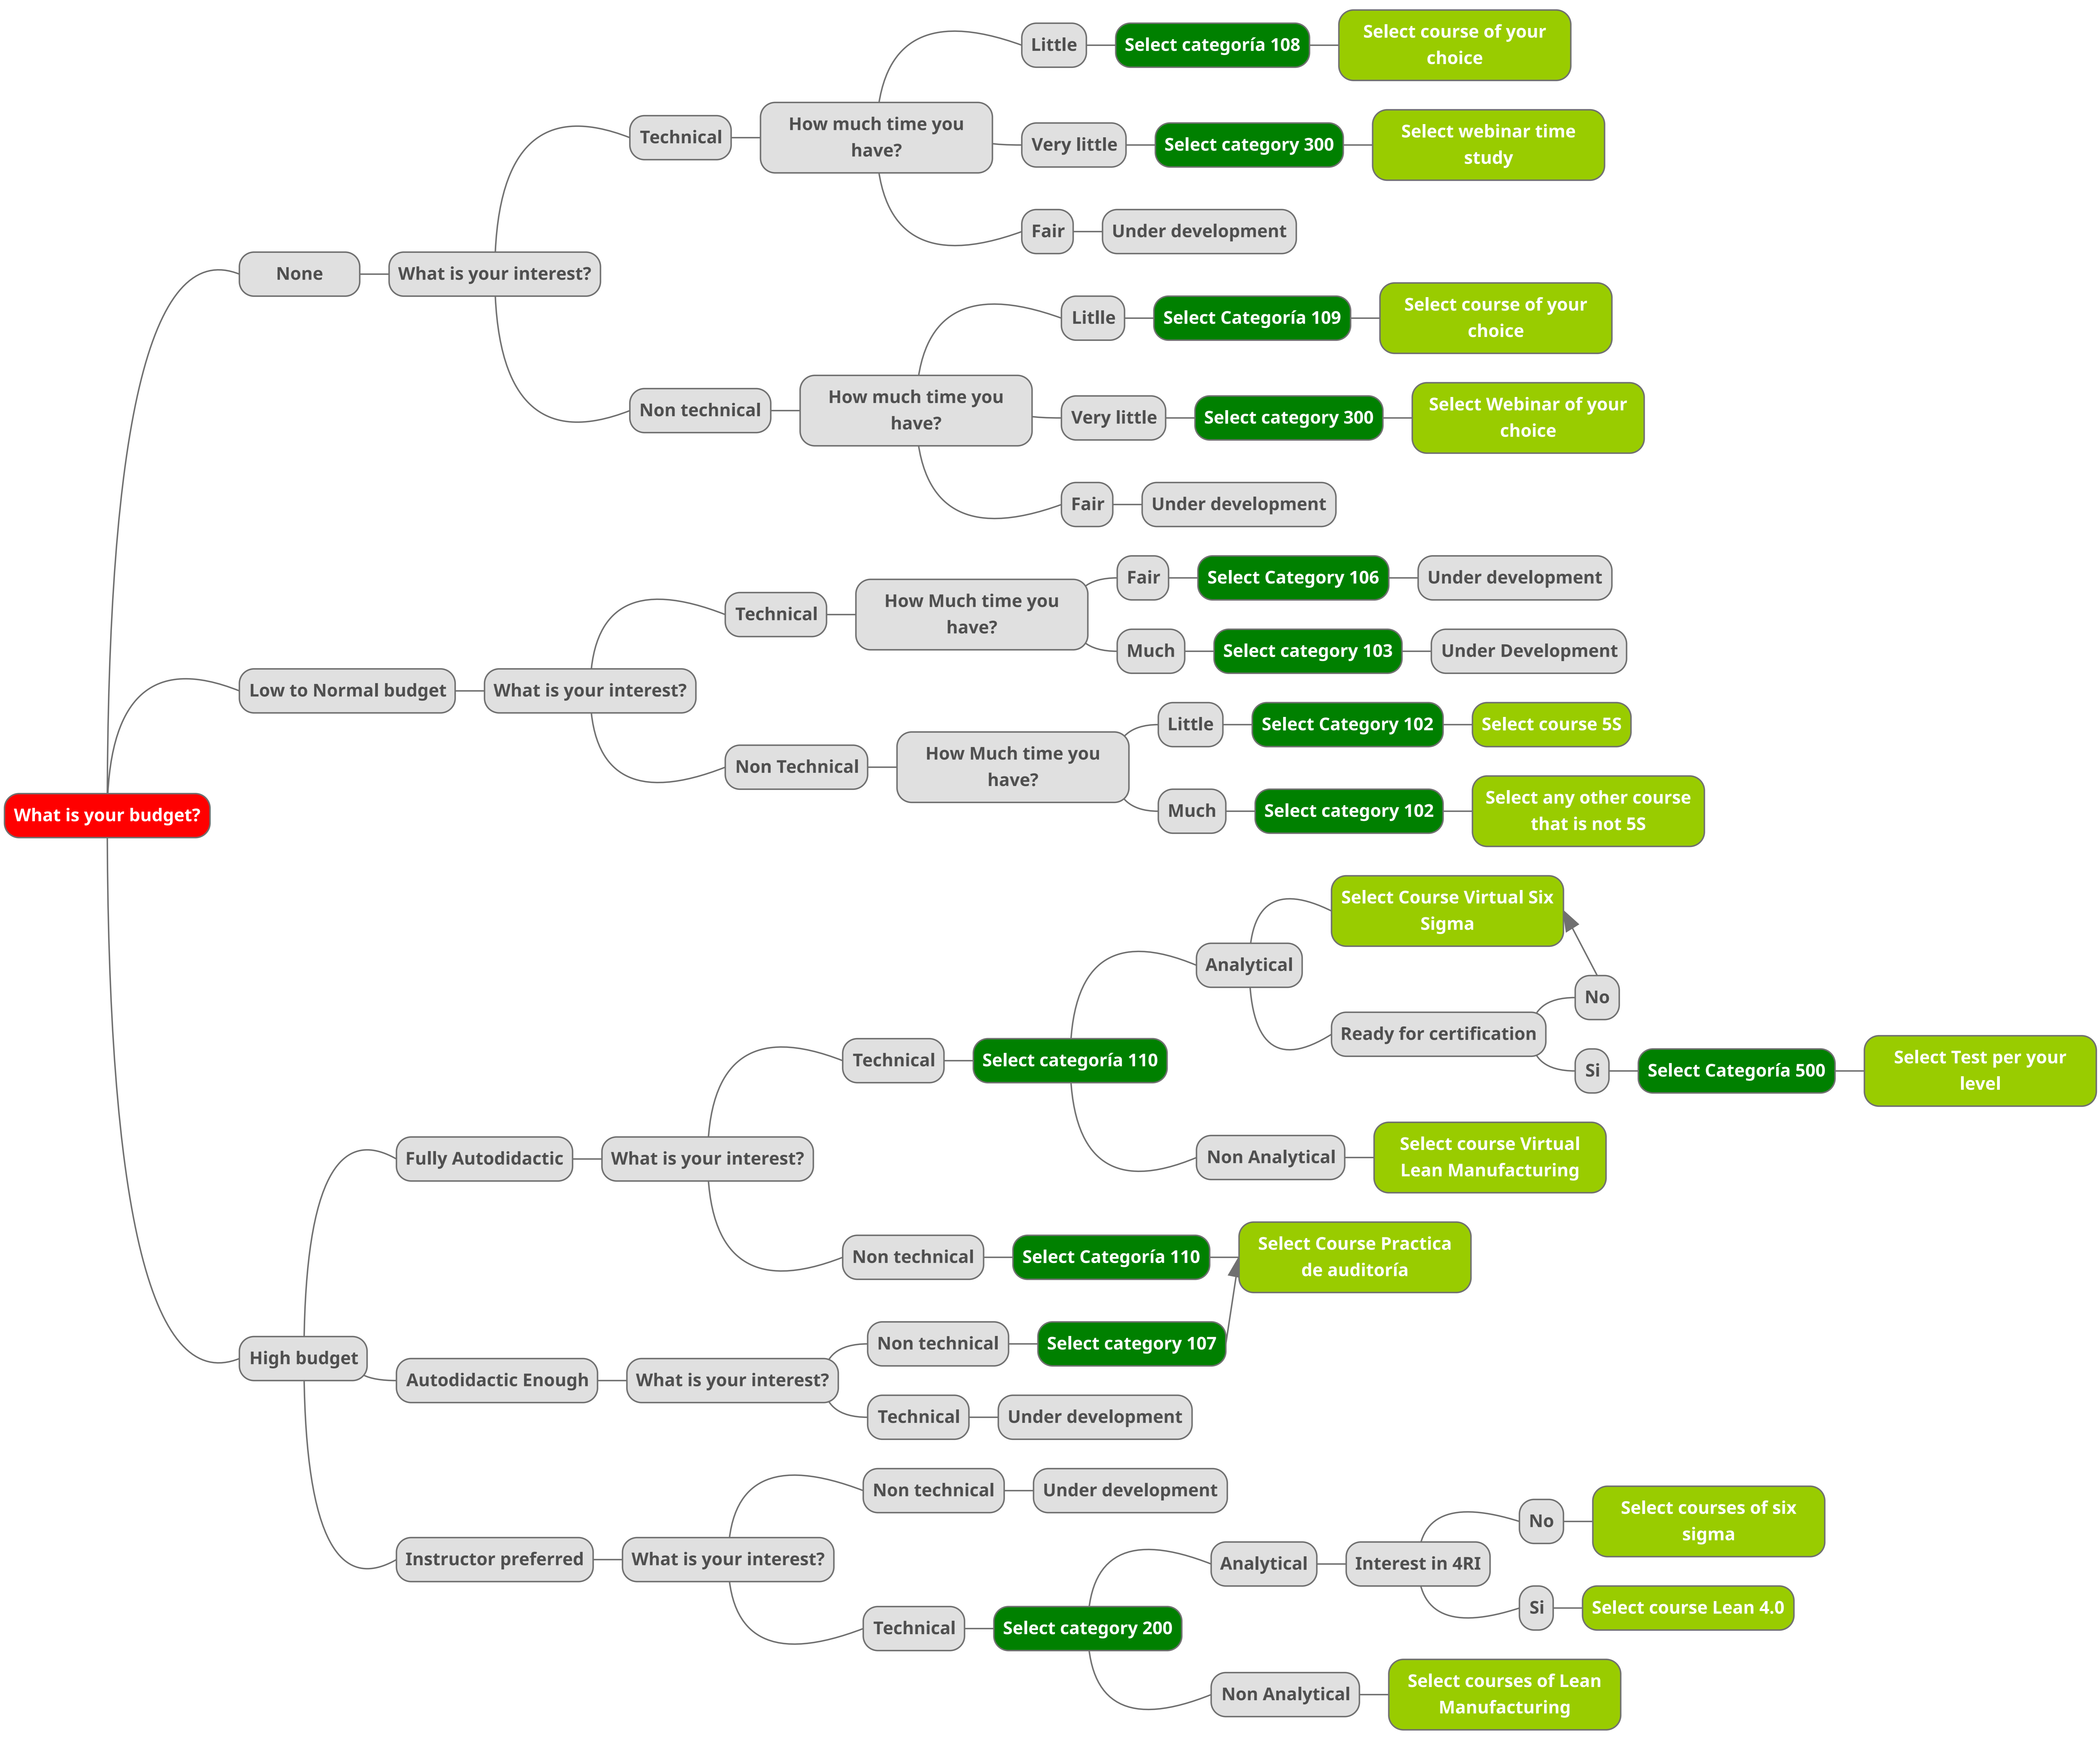 What is your budget?
None
What is your interest?
Technical
How much time you
have?
Little
Select categoría 108
Select course of your
choice
Very little
Select category 300
Select webinar time
study
Fair
Under development
Non technical
How much time you
have?
Litlle
Select Categoría 109
Select course of your
choice
Very little
Select category 300
Select Webinar of your
choice
Fair
Under development
Low to Normal budget
What is your interest?
Technical
How Much time you
have?
Fair
Select Category 106
Under development
Much
Select category 103
Under Development
Non Technical
How Much time you
have?
Little
Select Category 102
Select course 5S
Much
Select category 102
Select any other course
that is not 5S
High budget
Fully Autodidactic
What is your interest?
Technical
Select categoría 110
Analytical
Select Course Virtual Six
Sigma
Ready for certification
No
Si
Select Categoría 500
Select Test per your
level
Non Analytical
Select course Virtual
Lean Manufacturing
Non technical
Select Categoría 110
Select Course Practica
de auditoría
Autodidactic Enough
What is your interest?
Non technical
Select category 107
Technical
Under development
Instructor preferred
What is your interest?
Non technical
Under development
Technical
Select category 200
Analytical
Interest in 4RI
No
Select courses of six
sigma
Si
Select course Lean 4.0
Non Analytical
Select courses of Lean
Manufacturing